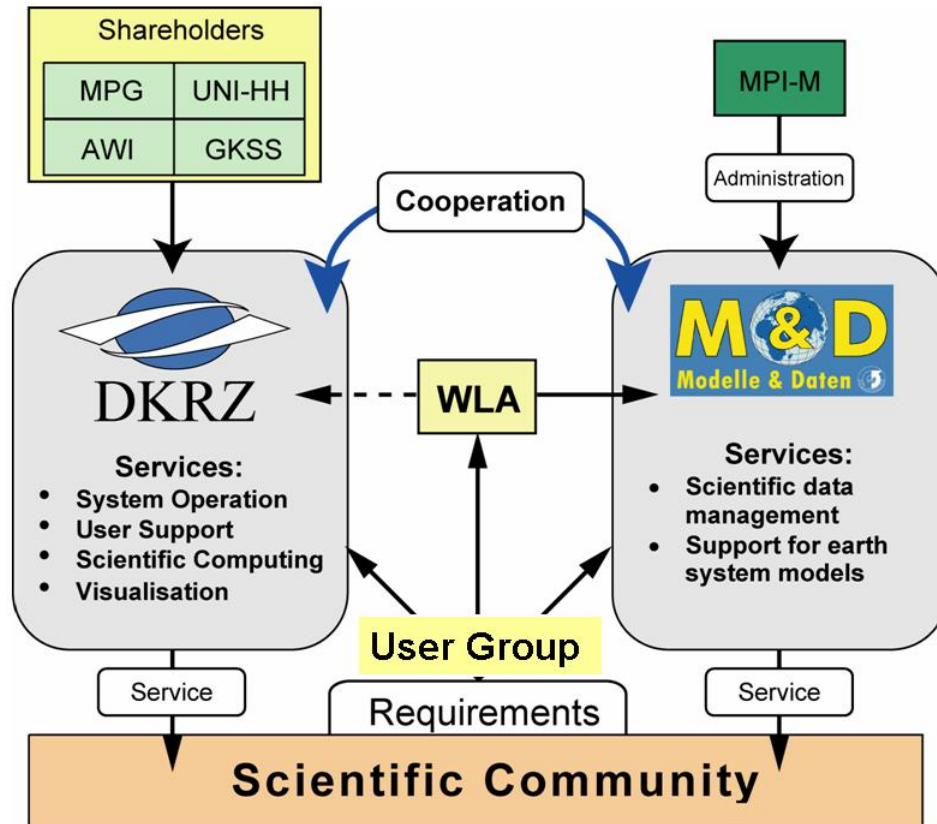 Shareholders
MPG UNI-HH
AWI GKSS
MPI-M
Administration
Cooperation
DKRZ
M&D
Modelle & Daten
WLA
Services:
• System Operation
• User Support
• Scientific Computing
• Visualisation
Services:
• Scientific data
management
• Support for earth
system models
User Group
Service
Requirements
Service
Scientific Community